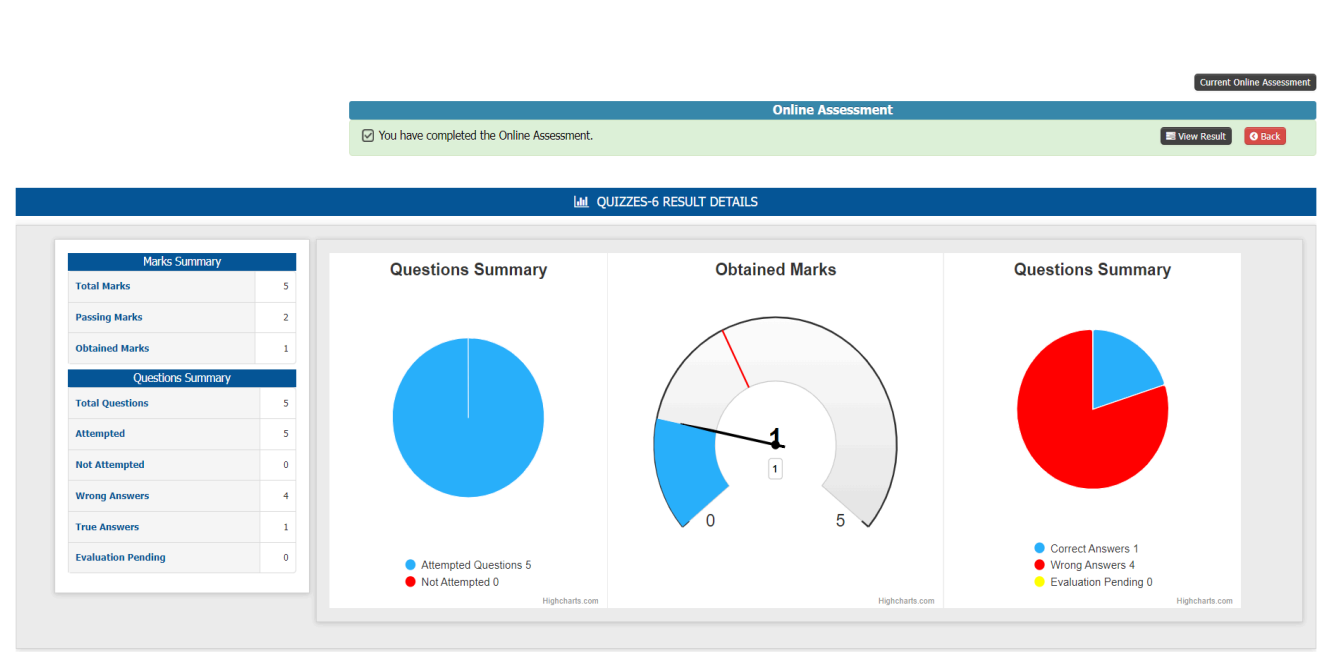 Current Online Assessment
Online Assessment
You have completed the Online Assessment.
View Result
Back
QUIZZES-6 RESULT DETAILS
Marks Summary
Total Marks 5
Passing Marks 2
Obtained Marks 1
Questions Summary
Total Questions 5
Attempted 5
Not Attempted 0
Wrong Answers 4
True Answers 1
Evaluation Pending 0
Questions Summary
Attempted Questions 5
Not Attempted 0
Highcharts.com
Obtained Marks
1
1
0 5
Highcharts.com
Questions Summary
Correct Answers 1
Wrong Answers 4
Evaluation Pending 0
Highcharts.com